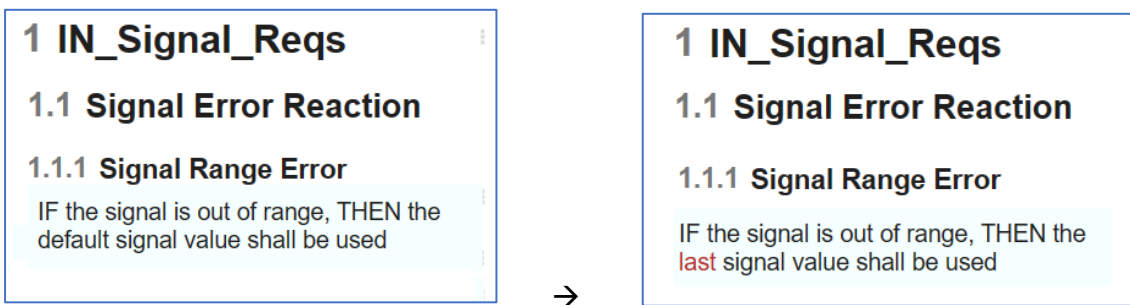 1 IN_Signal_Reqs
1.1 Signal Error Reaction
1.1.1 Signal Range Error
IF the signal is out of range, THEN the
default signal value shall be used
→
1 IN_Signal_Reqs
1.1 Signal Error Reaction
1.1.1 Signal Range Error
IF the signal is out of range, THEN the
last signal value shall be used